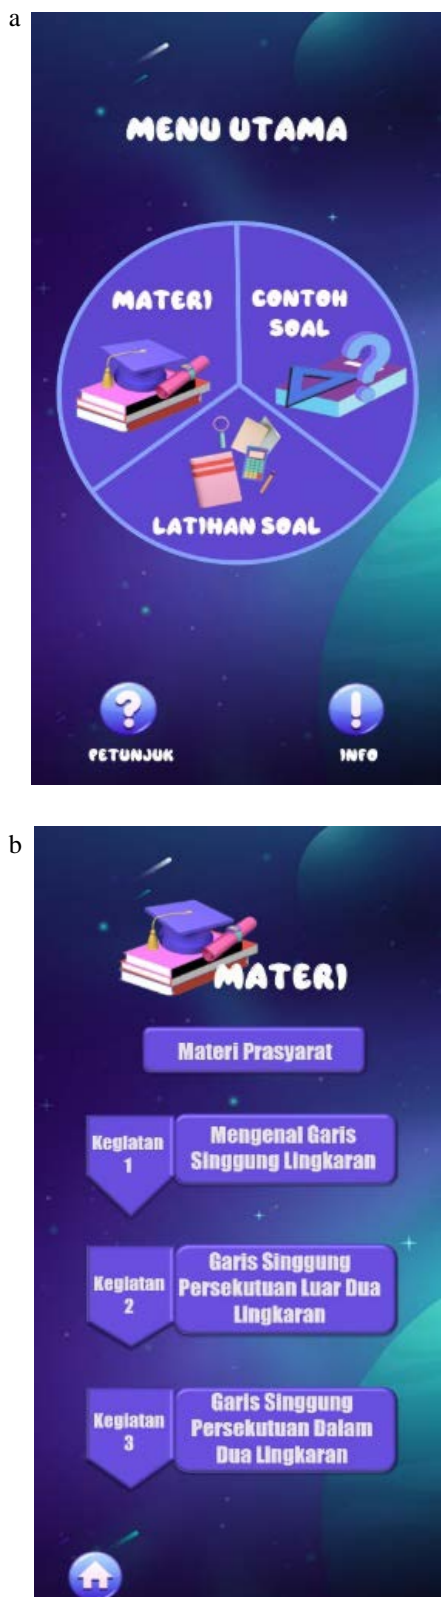 a
MENU UTAMA
MATERI
CONTOH
SOAL
LATIHAN SOAL
PETUNJUK
INFO
b
MATERI
Materi Prasyarat
Kegiatan
1
Mengenal Garis
Singgung Lingkaran
Kegiatan
2
Garis Singgung
Persekutuan Luar Dua
Lingkaran
Kegiatan
3
Garis Singgung
Persekutuan Dalam
Dua Lingkaran